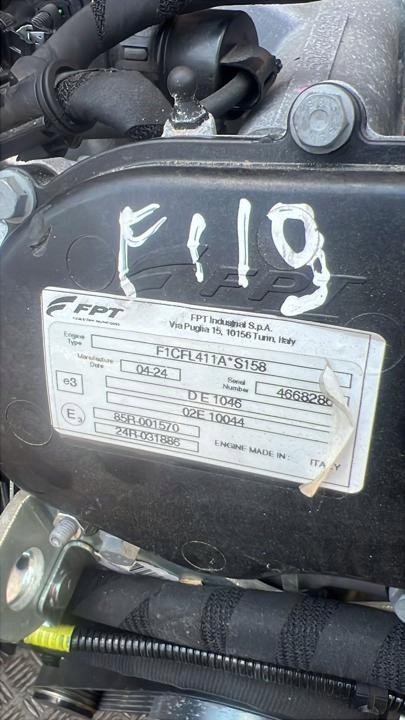 F119
FPT
FPT
FPT Industrial S.p.A.
Via Puglia 15, 10156 Turin, Italy
Engine Type F1CFL411A*S158
Manufacture Date 04-24 Serial Number
e3 D E 1046
02E 10044
E3 85R-001570
24R-031886 ENGINE MADE IN: ITALY